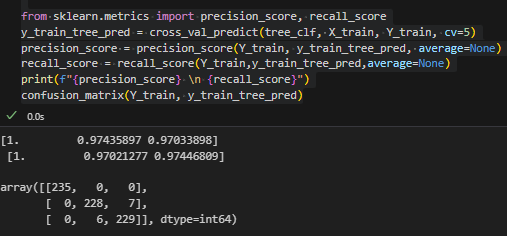 from sklearn.metrics import precision_score, recall_score
y_train_tree_pred = cross_val_predict(tree_clf, X_train, Y_train, cv=5)
precision_score = precision_score(Y_train, y_train_tree_pred, average=None)
recall_score = recall_score(Y_train,y_train_tree_pred,average=None)
print(f"{precision_score} \n {recall_score}")
confusion_matrix(Y_train, y_train_tree_pred)
0.0s
[1.         0.97435897 0.97033898]
 [1.         0.97021277 0.97446809]
array([[235,   0,   0],
       [  0, 228,   7],
       [  0,   6, 229]], dtype=int64)